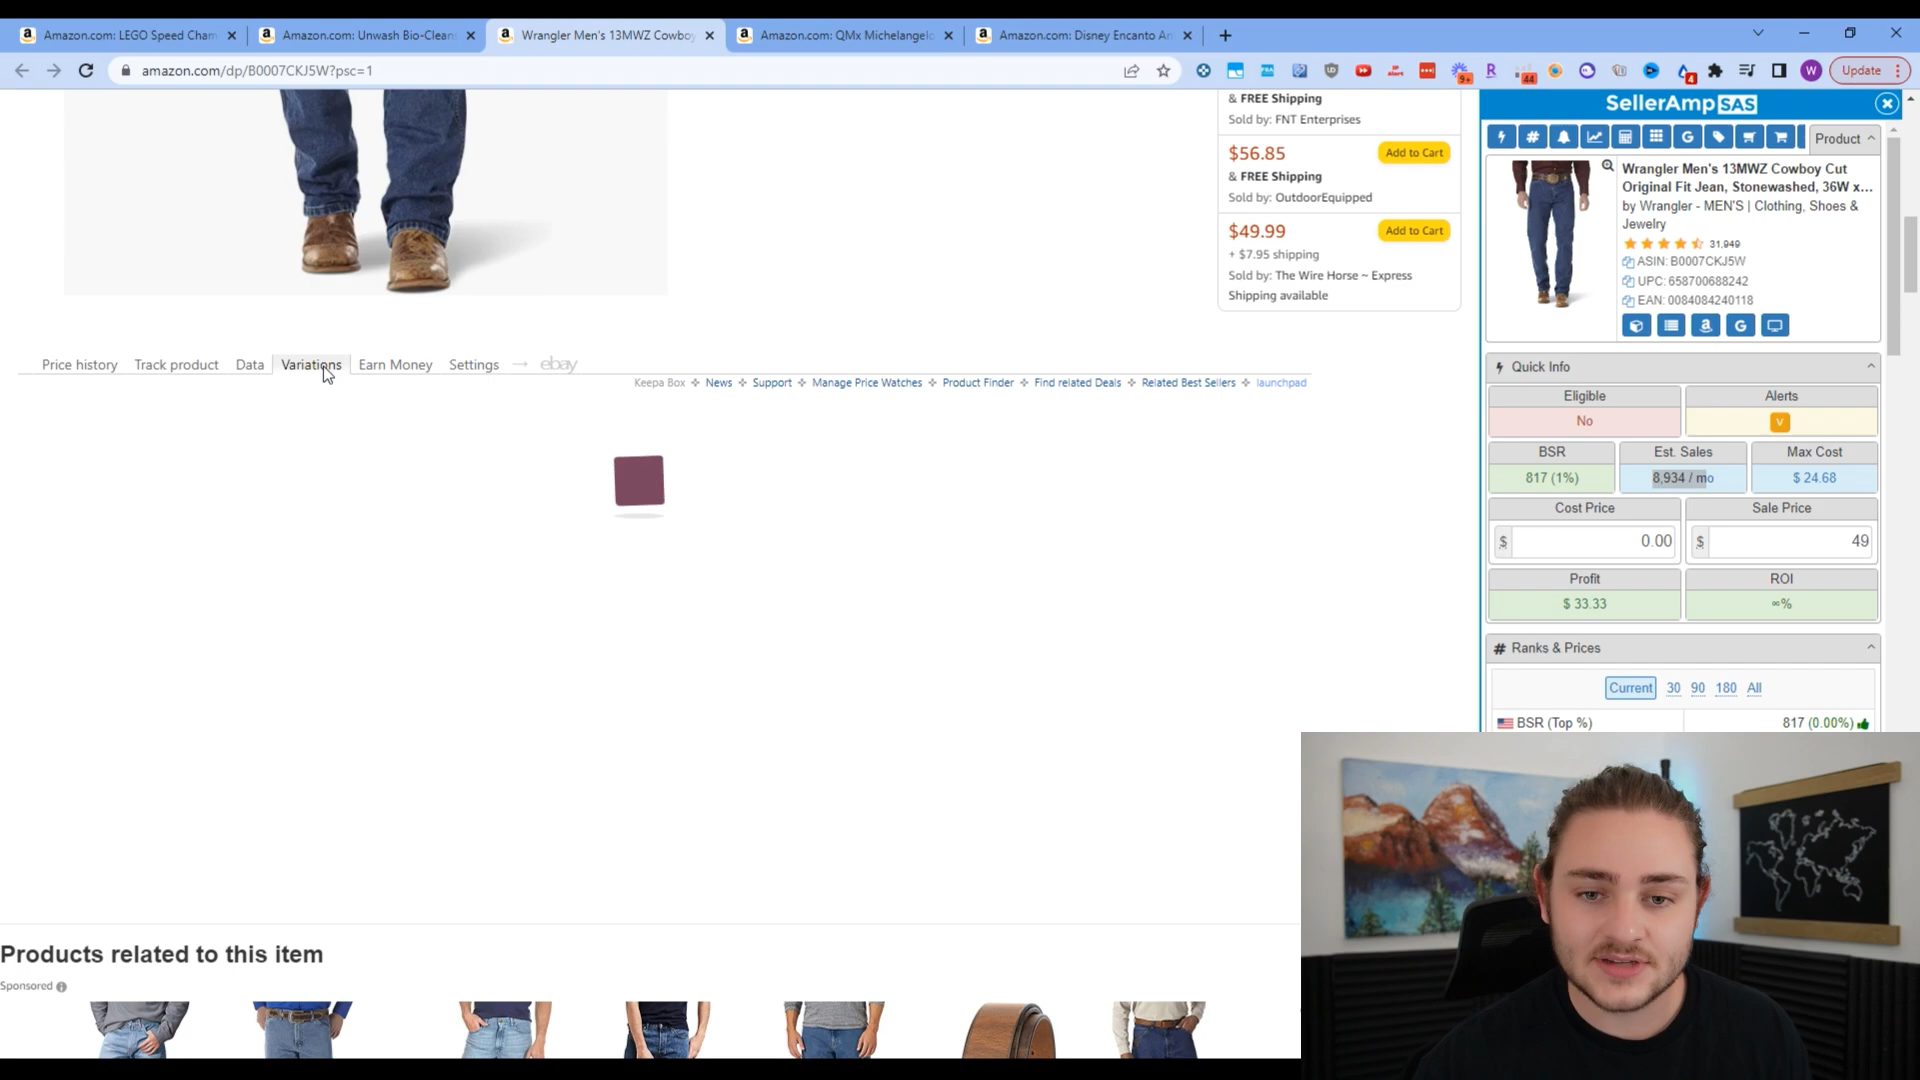 Amazon.com: LEGO Speed Cham
Amazon.com: Unwash Bio-Cleans
Wrangler Men's 13MWZ Cowboy
Amazon.com: QMx Michelangelo
Amazon.com: Disney Encanto An
amazon.com/dp/B0007CKJ5W?psc=1
9+
44
4
W
Update
& FREE Shipping
Sold by: FNT Enterprises
$56.85
Add to Cart
& FREE Shipping
Sold by: OutdoorEquipped
$49.99
Add to Cart
+ $7.95 shipping
Sold by: The Wire Horse ~ Express
Shipping available
Price history
Track product
Data
Variations
Earn Money
Settings
ebay
Keepa Box
News
Support
Manage Price Watches
Product Finder
Find related Deals
Related Best Sellers
launchpad
Products related to this item
Sponsored
SellerAmp SAS
Product
Wrangler Men's 13MWZ Cowboy Cut
Original Fit Jean, Stonewashed, 36W x...
by Wrangler - MEN'S | Clothing, Shoes &
Jewelry
31,949
ASIN: B0007CKJ5W
UPC: 658700688242
EAN: 0084084240118
Quick Info
Eligible
Alerts
No
V
BSR
Est. Sales
Max Cost
817 (1%)
8,934 / mo
$ 24.68
Cost Price
Sale Price
$ 0.00
$ 49
Profit
ROI
$ 33.33
∞%
# Ranks & Prices
Current 30 90 180 All
BSR (Top %)
817 (0.00%)